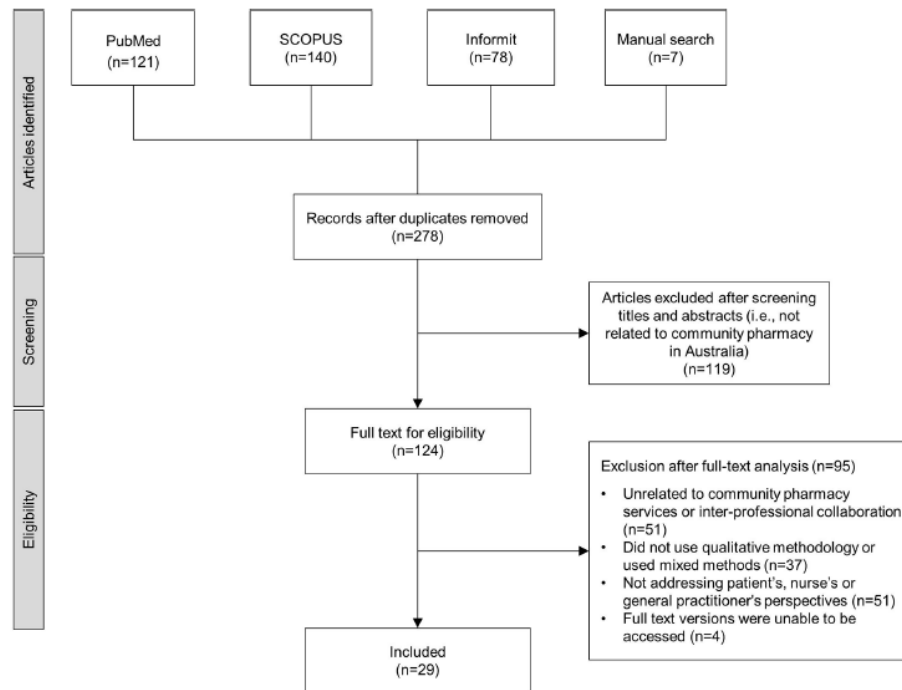 Articles identified
PubMed
(n=121)
SCOPUS
(n=140)
Informit
(n=78)
Manual search
(n=7)
Records after duplicates removed
(n=278)
Screening
Articles excluded after screening
titles and abstracts (i.e., not
related to community pharmacy
in Australia)
(n=119)
Eligibility
Full text for eligibility
(n=124)
Exclusion after full-text analysis (n=95)
• Unrelated to community pharmacy
services or inter-professional collaboration
(n=51)
• Did not use qualitative methodology or
used mixed methods (n=37)
• Not addressing patient's, nurse's or
general practitioner's perspectives (n=51)
• Full text versions were unable to be
accessed (n=4)
Included
(n=29)